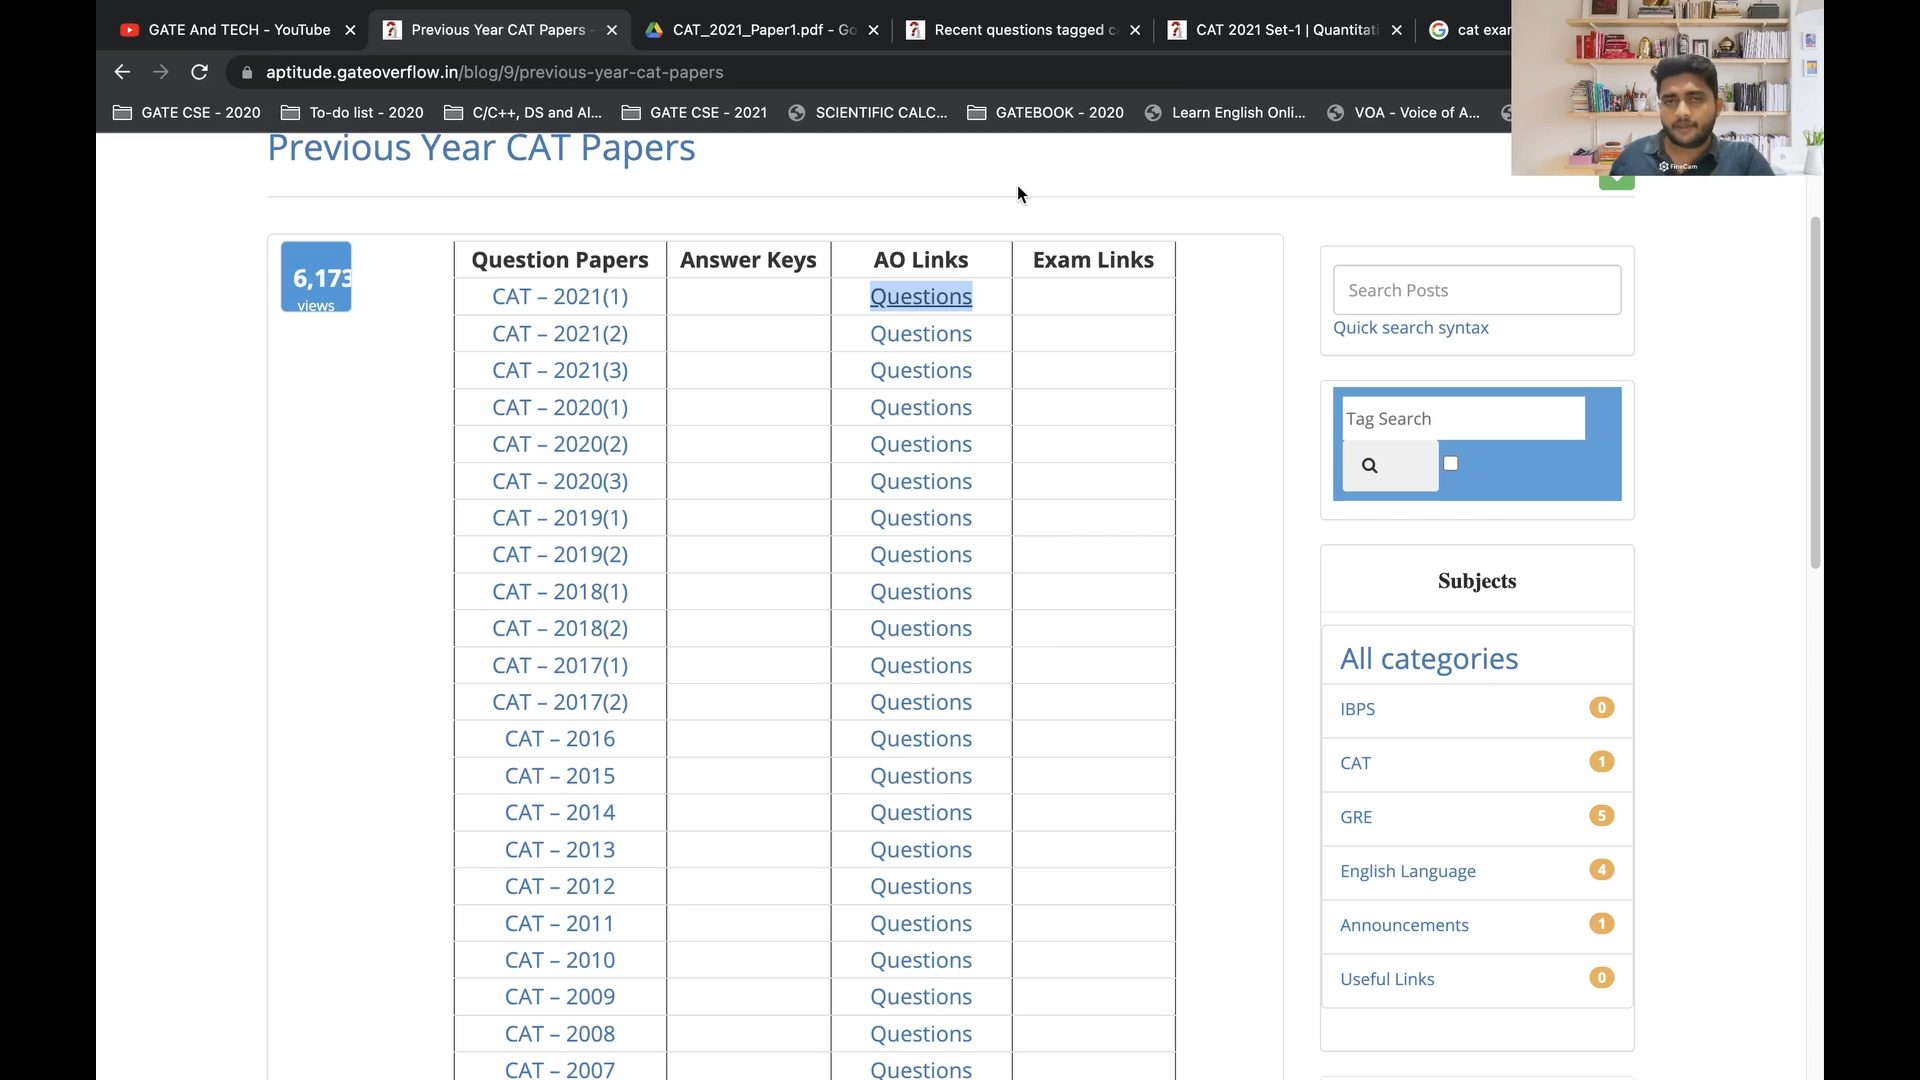 GATE And TECH - YouTube
Previous Year CAT Papers -
CAT_2021_Paper1.pdf - Go
Recent questions tagged c
CAT 2021 Set-1 | Quantitati
cat exar
aptitude.gateoverflow.in/blog/9/previous-year-cat-papers
GATE CSE - 2020
To-do list - 2020
C/C++, DS and Al...
GATE CSE - 2021
SCIENTIFIC CALC...
GATEBOOK - 2020
Learn English Onli...
VOA - Voice of A...
FineCam
Previous Year CAT Papers
6,173
views
Question Papers Answer Keys AO Links Exam Links
CAT – 2021(1) Questions
CAT – 2021(2) Questions
CAT – 2021(3) Questions
CAT – 2020(1) Questions
CAT – 2020(2) Questions
CAT – 2020(3) Questions
CAT – 2019(1) Questions
CAT – 2019(2) Questions
CAT – 2018(1) Questions
CAT – 2018(2) Questions
CAT – 2017(1) Questions
CAT – 2017(2) Questions
CAT – 2016 Questions
CAT – 2015 Questions
CAT – 2014 Questions
CAT – 2013 Questions
CAT – 2012 Questions
CAT – 2011 Questions
CAT – 2010 Questions
CAT – 2009 Questions
CAT – 2008 Questions
CAT – 2007 Questions
Search Posts
Quick search syntax
Tag Search
Subjects
All categories
IBPS 0
CAT 1
GRE 5
English Language 4
Announcements 1
Useful Links 0